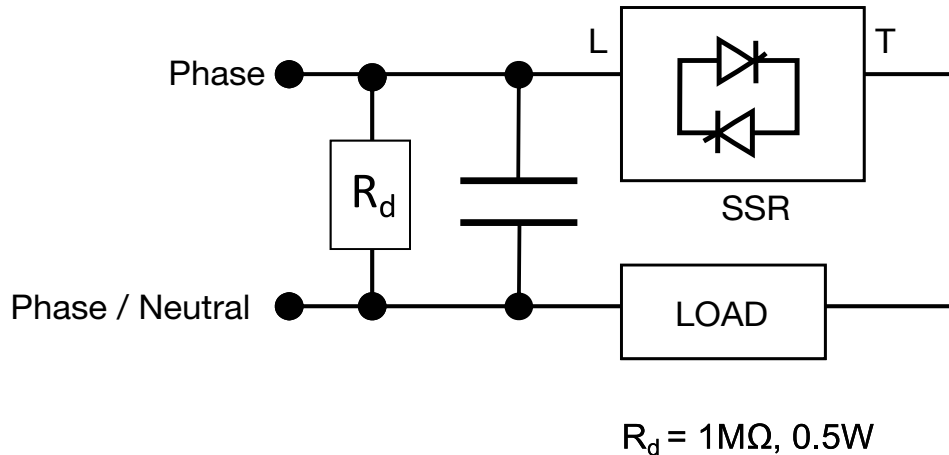 L
T
Phase
Rd
SSR
Phase / Neutral
LOAD
Rd = 1MΩ, 0.5W